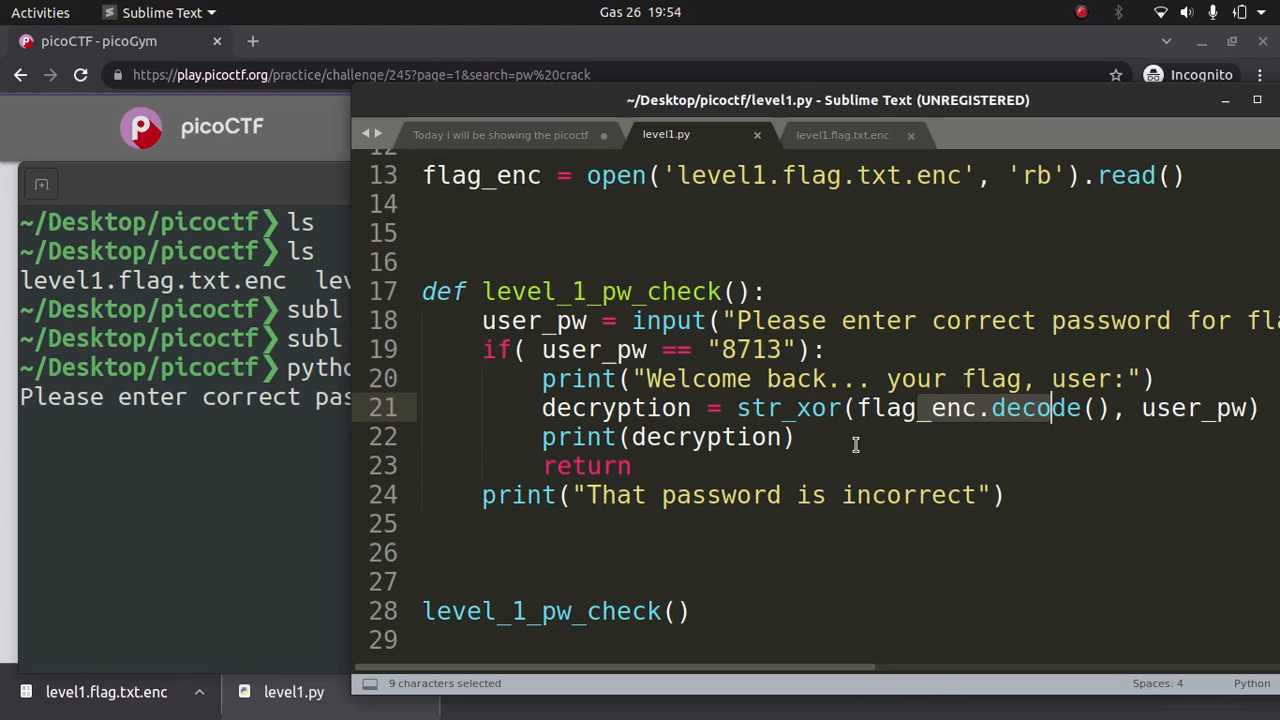 Activities Sublime Text Gas 26 19:54
picoCTF - picoGym
https://play.picoctf.org/practice/challenge/245?page=1&search=pw%20crack Incognito
picoCTF
~/Desktop/picoctf/level1.py - Sublime Text (UNREGISTERED)
Today i will be showing the picoctf level1.py level1.flag.txt.enc
~/Desktop/picoctf❯ ls
~/Desktop/picoctf❯ ls
level1.flag.txt.enc
~/Desktop/picoctf❯ subl
~/Desktop/picoctf❯ subl
~/Desktop/picoctf❯
Please enter correct
12
13 flag_enc = open('level1.flag.txt.enc', 'rb').read()
14
15
16
17 def level_1_pw_check():
18 user_pw = input("Please enter correct password for
19 if( user_pw == "8713"):
20 print("Welcome back... your flag, user:")
21 decryption = str_xor(flag_enc.decode(), user_pw)
22 print(decryption)
23 return
24 print("That password is incorrect")
25
26
27
28 level_1_pw_check()
29
9 characters selected Spaces: 4 Python
level1.flag.txt.enc level1.py